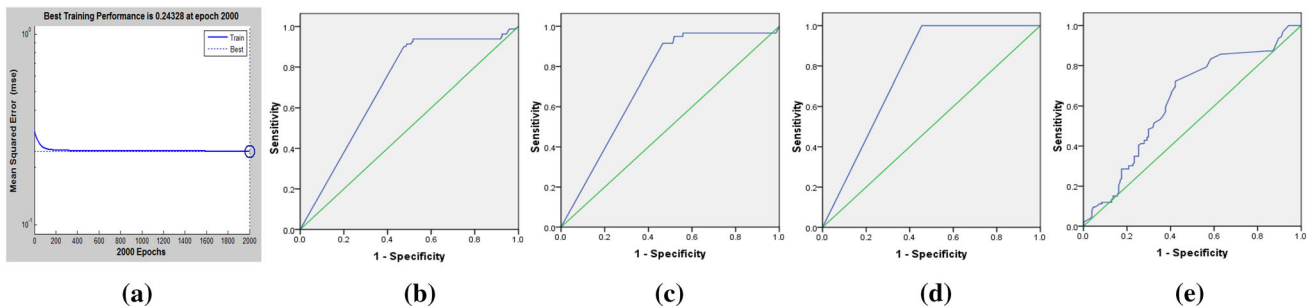 Best Training Performance is 0.24328 at epoch 2000
Mean Squared Error (mse)
10^0
10^-1
Train
Best
0 200 400 600 800 1000 1200 1400 1600 1800 2000
2000 Epochs
(a)
Sensitivity
1.0
0.8
0.6
0.4
0.2
0.0
0.0 0.2 0.4 0.6 0.8 1.0
1 - Specificity
(b)
Sensitivity
1.0
0.8
0.6
0.4
0.2
0.0
0.0 0.2 0.4 0.6 0.8 1.0
1 - Specificity
(c)
Sensitivity
1.0
0.8
0.6
0.4
0.2
0.0
0.0 0.2 0.4 0.6 0.8 1.0
1 - Specificity
(d)
Sensitivity
1.0
0.8
0.6
0.4
0.2
0.0
0.0 0.2 0.4 0.6 0.8 1.0
1 - Specificity
(e)